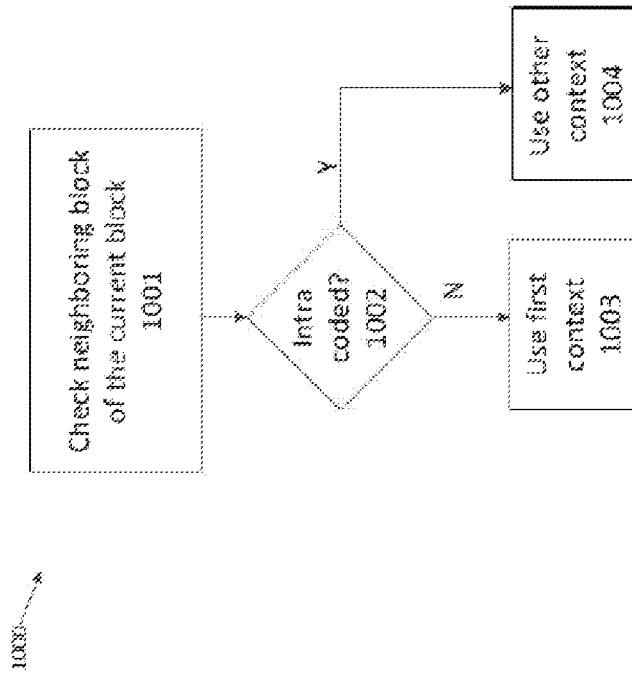 1000
Check neighboring block
of the current block
1001
Intra
coded?
1002
Y
N
Use first
context
1003
Use other
context
1004